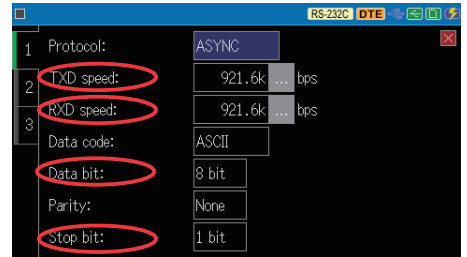 RS-232C DTE
1 Protocol: ASYNC
TXD speed: 921.6k ... bps
2
RXD speed: 921.6k ... bps
3
Data code: ASCII
Data bit: 8 bit
Parity: None
Stop bit: 1 bit